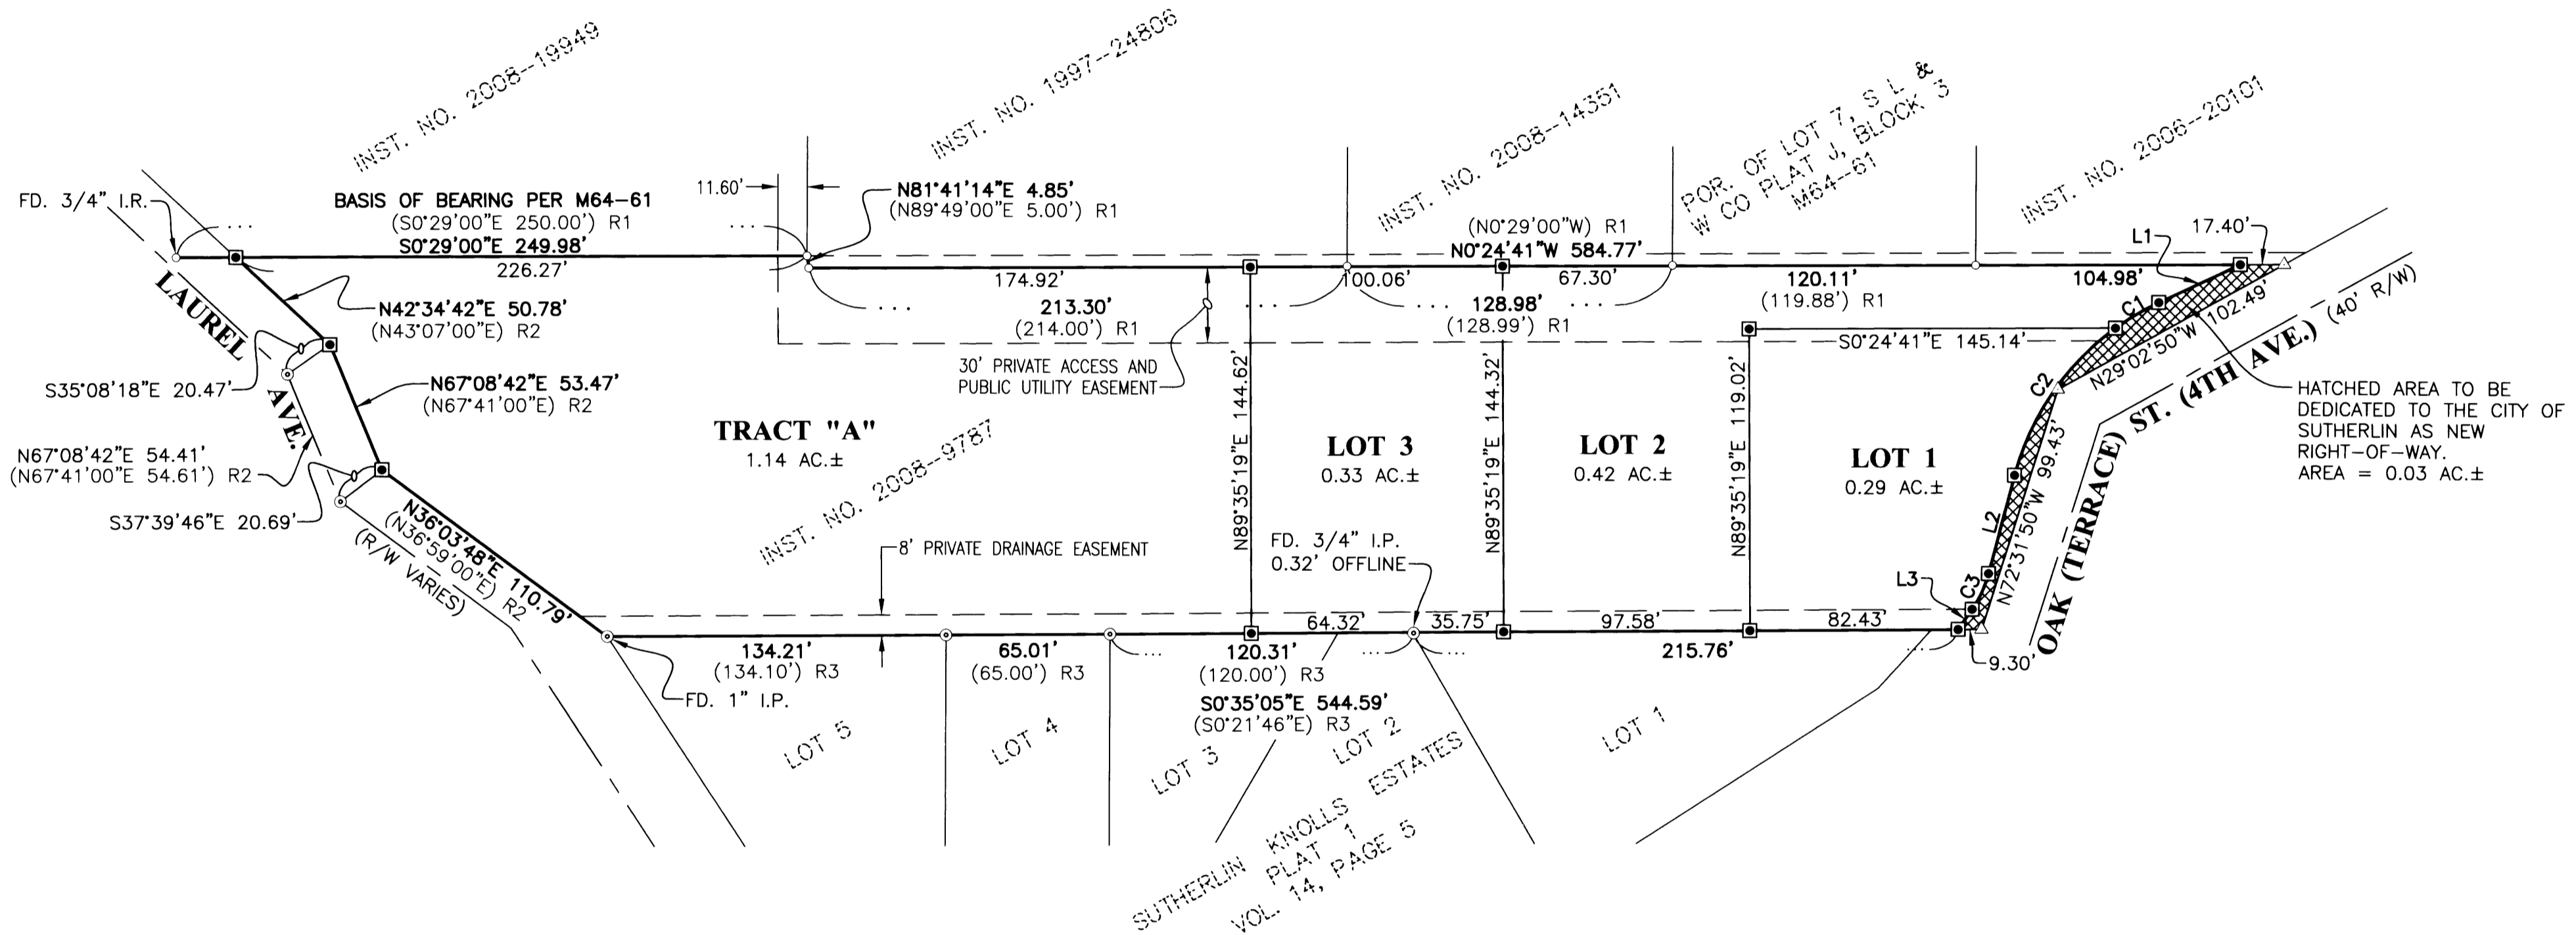 INST. NO. 2008-19949
INST. NO. 1997-24806
INST. NO. 2008-14351
POR. OF LOT 7, S L &
W CO PLAT J, BLOCK 3
M64-61
INST. NO. 2006-20101
FD. 3/4" I.R.
BASIS OF BEARING PER M64-61
(S0°29'00"E 250.00') R1
S0°29'00"E 249.98'
226.27'
11.60'
N81°41'14"E 4.85'
(N89°49'00"E 5.00') R1
(N0°29'00"W) R1
N0°24'41"W 584.77'
L1
17.40'
174.92'
213.30'
(214.00') R1
100.06'
67.30'
128.98'
(128.99') R1
120.11'
(119.88') R1
104.98'
C1
N29°02'50"W 102.49'
S0°24'41"E 145.14'
C2
LAUREL
AVE.
N42°34'42"E 50.78'
(N43°07'00"E) R2
S35°08'18"E 20.47'
N67°08'42"E 53.47'
(N67°41'00"E) R2
N67°08'42"E 54.41'
(N67°41'00"E 54.61') R2
S37°39'46"E 20.69'
N36°03'48"E 110.79'
(N36°59'00"E) R2
(R/W VARIES)
30' PRIVATE ACCESS AND
PUBLIC UTILITY EASEMENT
TRACT "A"
1.14 AC.±
INST. NO. 2008-9787
8' PRIVATE DRAINAGE EASEMENT
N89°35'19"E 144.62'
LOT 3
0.33 AC.±
FD. 3/4" I.P.
0.32' OFFLINE
N89°35'19"E 144.32'
LOT 2
0.42 AC.±
N89°35'19"E 119.02'
LOT 1
0.29 AC.±
L2
N72°31'50"W 99.43'
L3
C3
OAK (TERRACE) ST. (4TH AVE.) (40' R/W)
HATCHED AREA TO BE
DEDICATED TO THE CITY OF
SUTHERLIN AS NEW
RIGHT-OF-WAY.
AREA = 0.03 AC.±
9.30'
134.21'
(134.10') R3
65.01'
(65.00') R3
64.32'
35.75'
97.58'
82.43'
120.31'
(120.00') R3
215.76'
S0°35'05"E 544.59'
(S0°21'46"E) R3
FD. 1" I.P.
LOT 5
LOT 4
LOT 3
LOT 2
LOT 1
SUTHERLIN KNOLLS ESTATES
PLAT 1
VOL. 14, PAGE 5